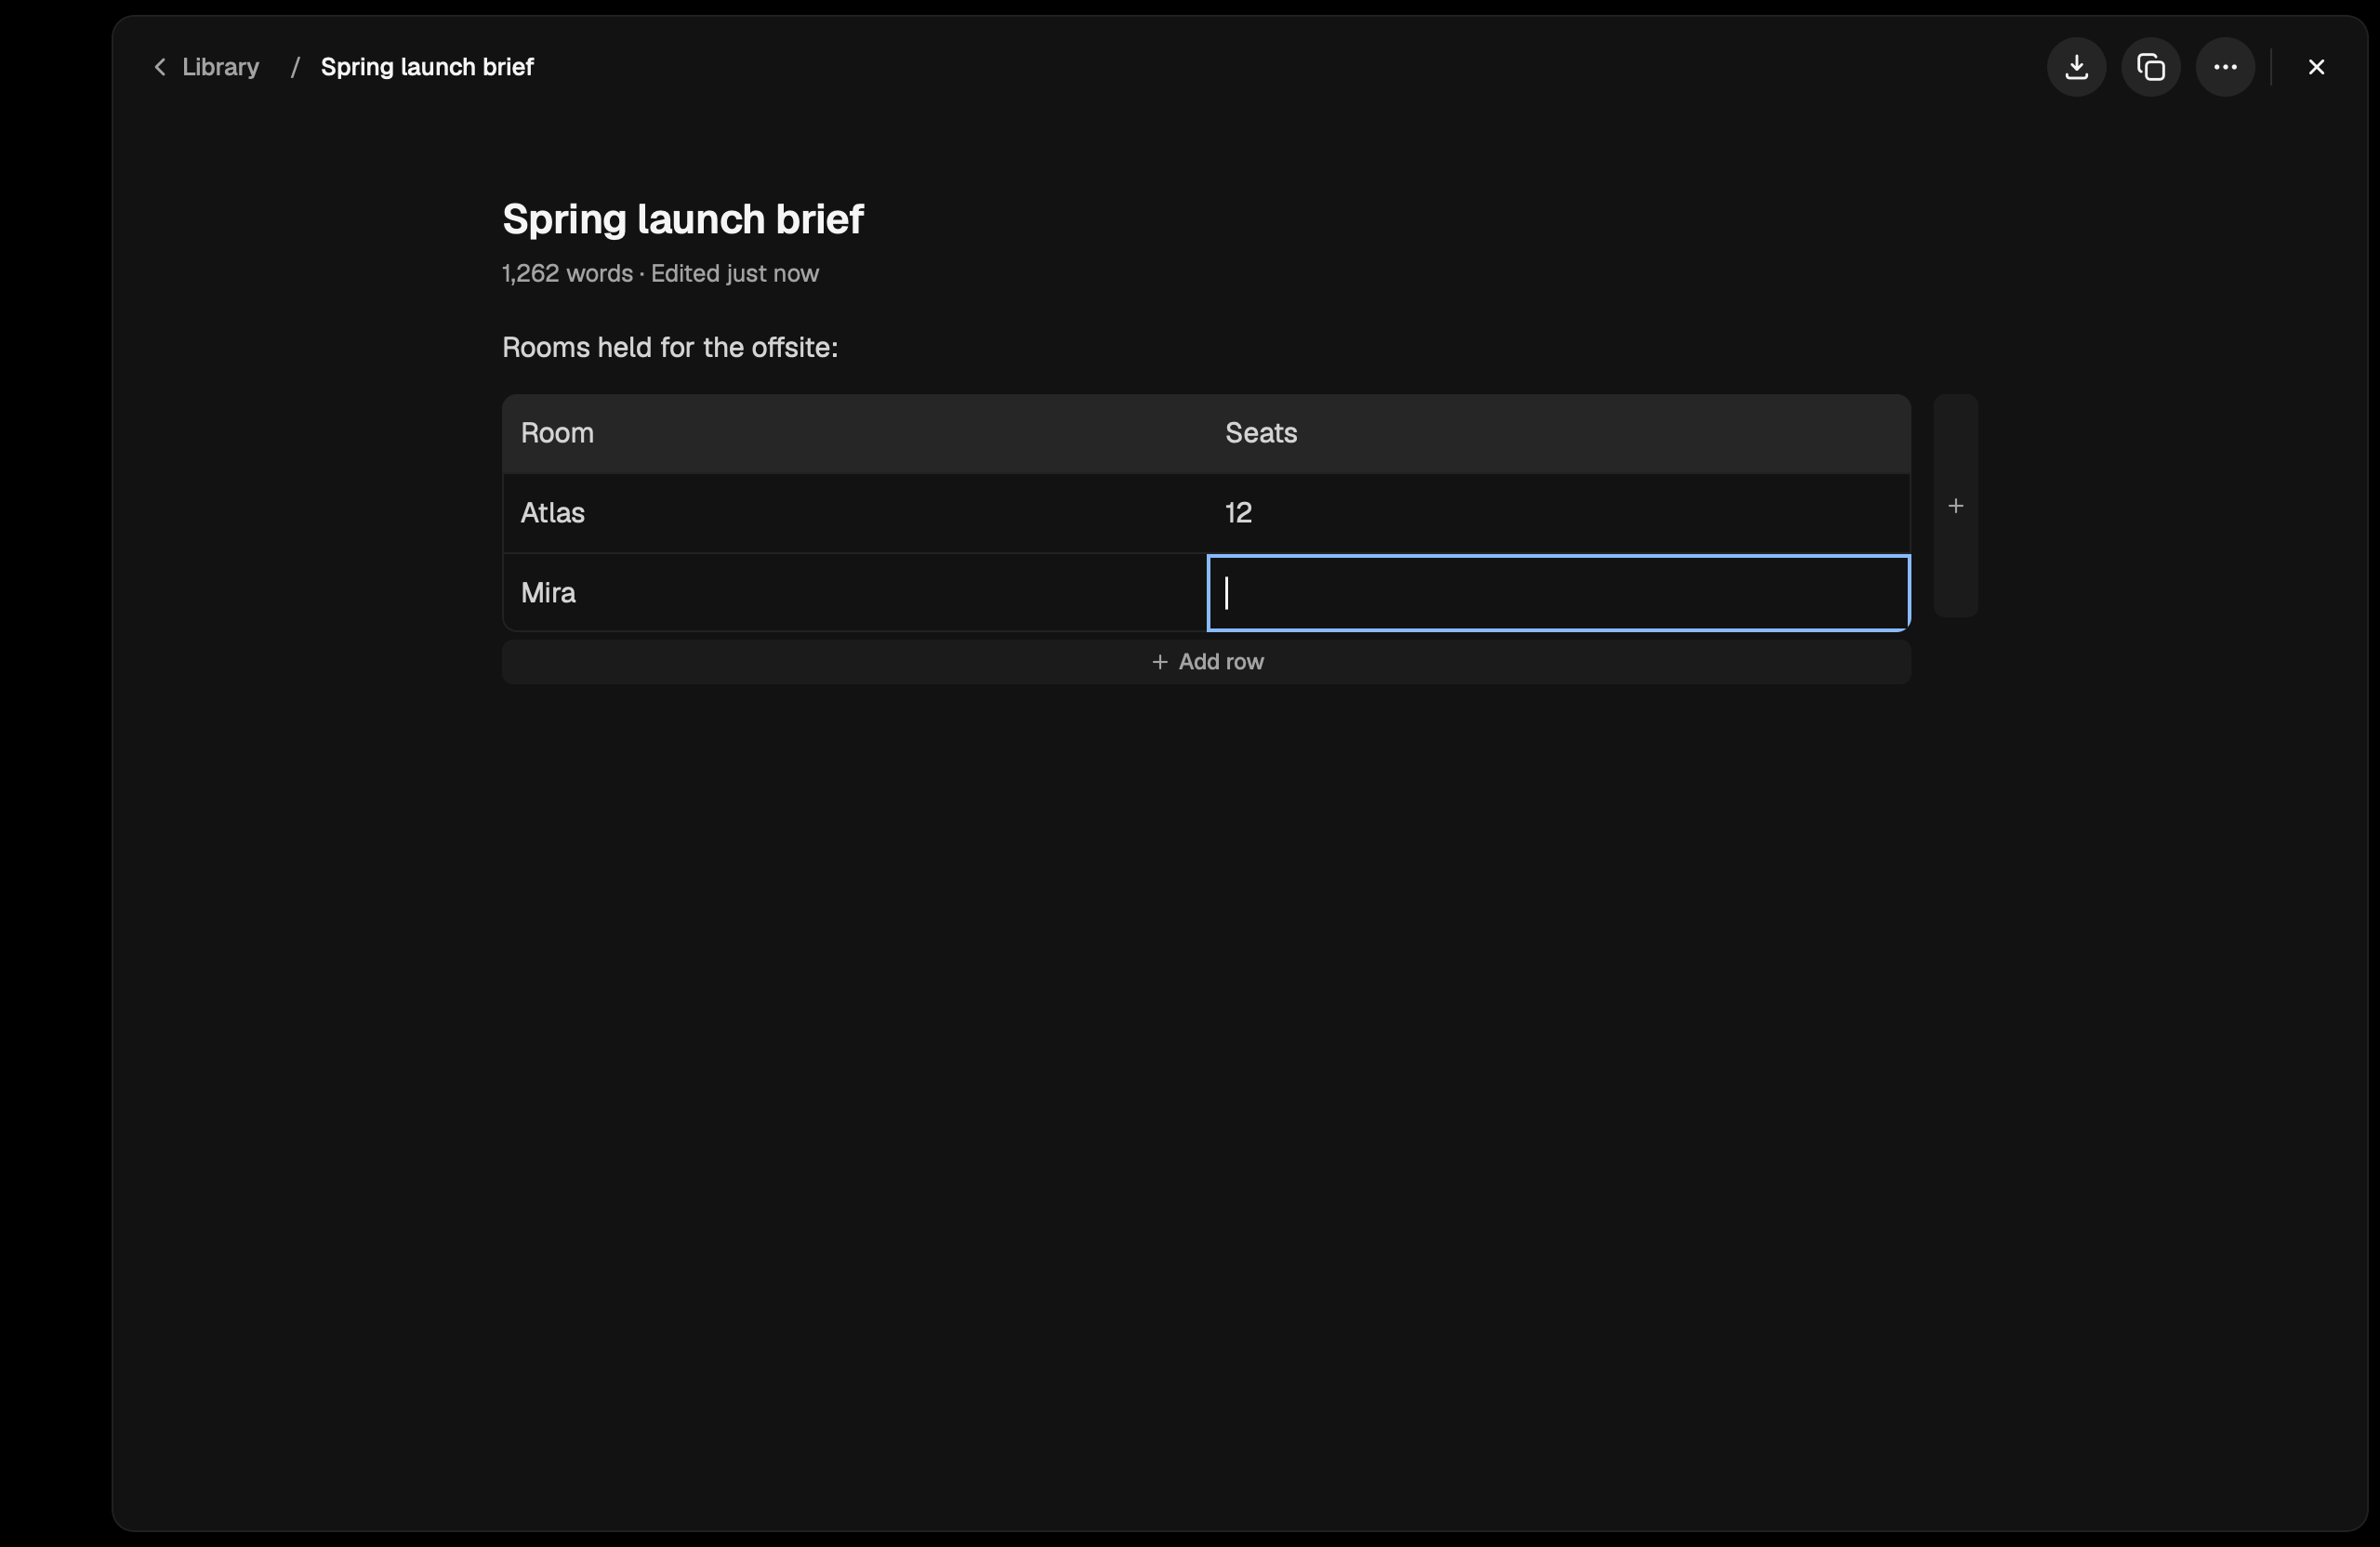 Library / Spring launch brief
Spring launch brief
1,262 words · Edited just now
Rooms held for the offsite:
Room Seats
Atlas 12
Mira
+ Add row